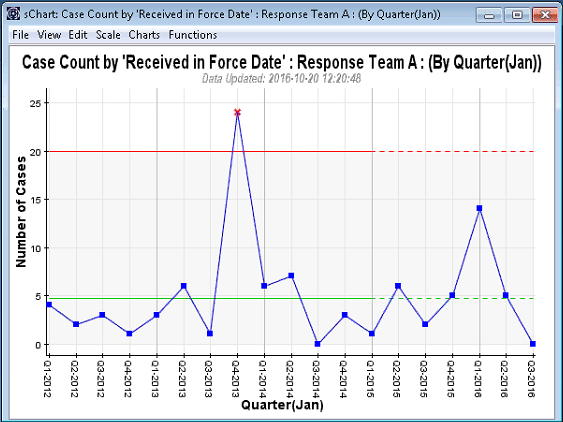 sChart: Case Count by 'Received in Force Date' : Response Team A : (By Quarter(Jan))
File View Edit Scale Charts Functions
Case Count by 'Received in Force Date' : Response Team A : (By Quarter(Jan))
Data Updated: 2016-10-20 12:20:48
Number of Cases
25
20
15
10
5
0
Q1-2012
Q2-2012
Q3-2012
Q4-2012
Q1-2013
Q2-2013
Q3-2013
Q4-2013
Q1-2014
Q2-2014
Q3-2014
Q4-2014
Q1-2015
Q2-2015
Q3-2015
Q4-2015
Q1-2016
Q2-2016
Q3-2016
Quarter(Jan)